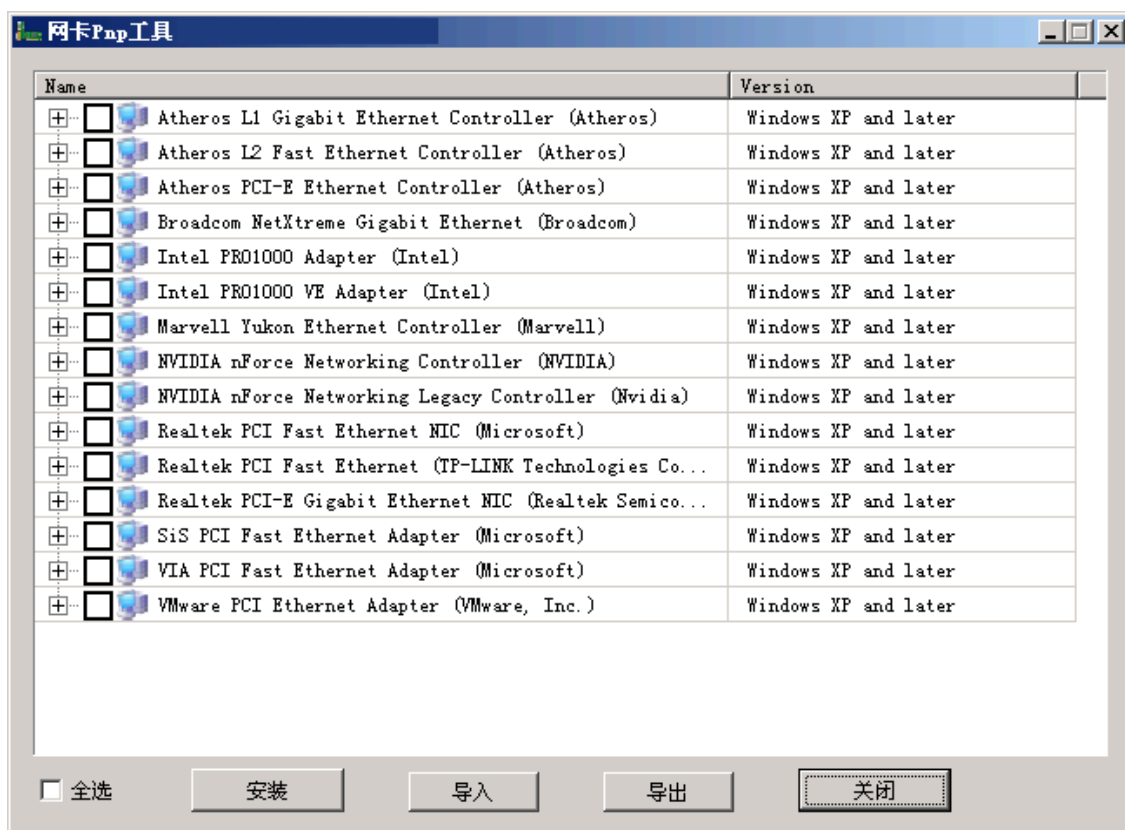 网卡Pnp工具
Name Version
Atheros L1 Gigabit Ethernet Controller (Atheros) Windows XP and later
Atheros L2 Fast Ethernet Controller (Atheros) Windows XP and later
Atheros PCI-E Ethernet Controller (Atheros) Windows XP and later
Broadcom NetXtreme Gigabit Ethernet (Broadcom) Windows XP and later
Intel PRO1000 Adapter (Intel) Windows XP and later
Intel PRO1000 VE Adapter (Intel) Windows XP and later
Marvell Yukon Ethernet Controller (Marvell) Windows XP and later
NVIDIA nForce Networking Controller (NVIDIA) Windows XP and later
NVIDIA nForce Networking Legacy Controller (Nvidia) Windows XP and later
Realtek PCI Fast Ethernet NIC (Microsoft) Windows XP and later
Realtek PCI Fast Ethernet (TP-LINK Technologies Co... Windows XP and later
Realtek PCI-E Gigabit Ethernet NIC (Realtek Semico... Windows XP and later
SiS PCI Fast Ethernet Adapter (Microsoft) Windows XP and later
VIA PCI Fast Ethernet Adapter (Microsoft) Windows XP and later
VMware PCI Ethernet Adapter (VMware, Inc.) Windows XP and later
全选 安装 导入 导出 关闭